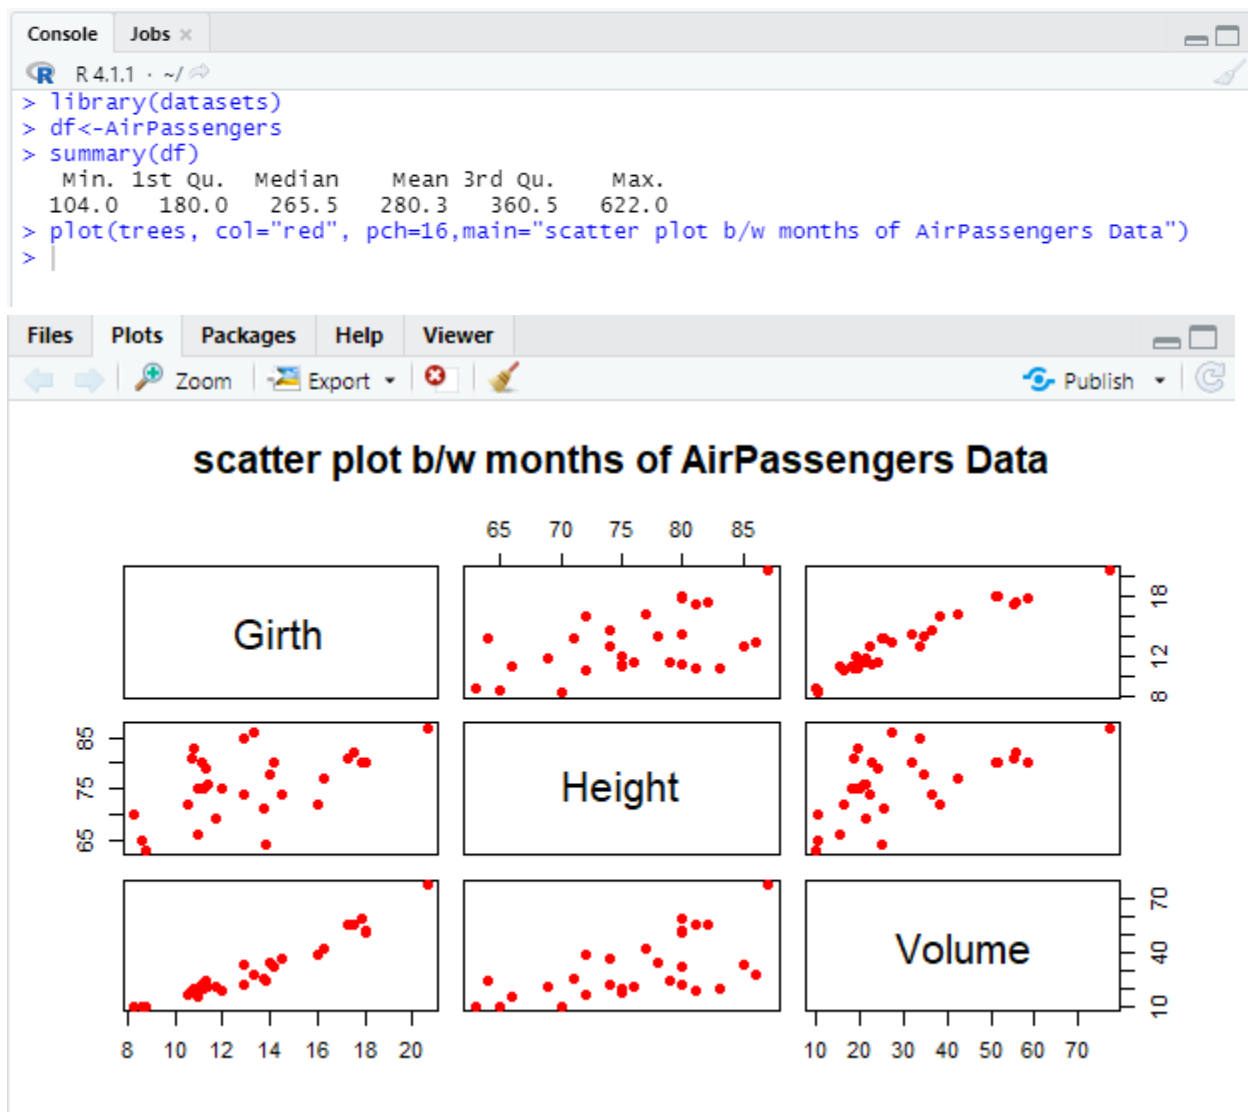 Console Jobs
R R 4.1.1 · ~/
> library(datasets)
> df<-AirPassengers
> summary(df)
Min. 1st Qu. Median Mean 3rd Qu. Max.
104.0 180.0 265.5 280.3 360.5 622.0
> plot(trees, col="red", pch=16,main="scatter plot b/w months of AirPassengers Data")
>
Files Plots Packages Help Viewer
Zoom Export Publish
scatter plot b/w months of AirPassengers Data
65 70 75 80 85
Girth
8 12 18
65 75 85
Height
Volume
10 40 70
8 10 12 14 16 18 20
10 20 30 40 50 60 70